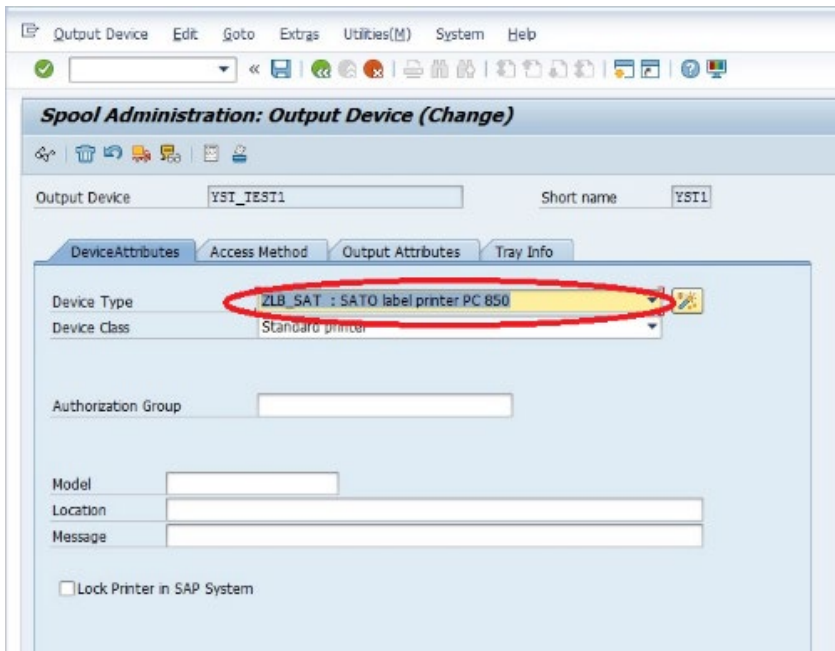 Output Device Edit Goto Extras Utilities(M) System Help
Spool Administration: Output Device (Change)
Output Device YST_TEST1 Short name YST1
DeviceAttributes Access Method Output Attributes Tray Info
Device Type ZLB_SAT : SATO label printer PC 850
Device Class Standard printer
Authorization Group
Model
Location
Message
Lock Printer in SAP System